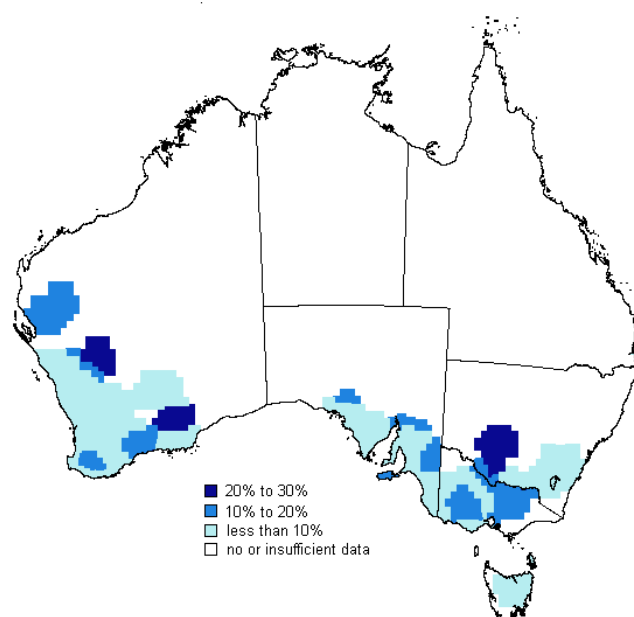 20% to 30%
10% to 20%
less than 10%
no or insufficient data